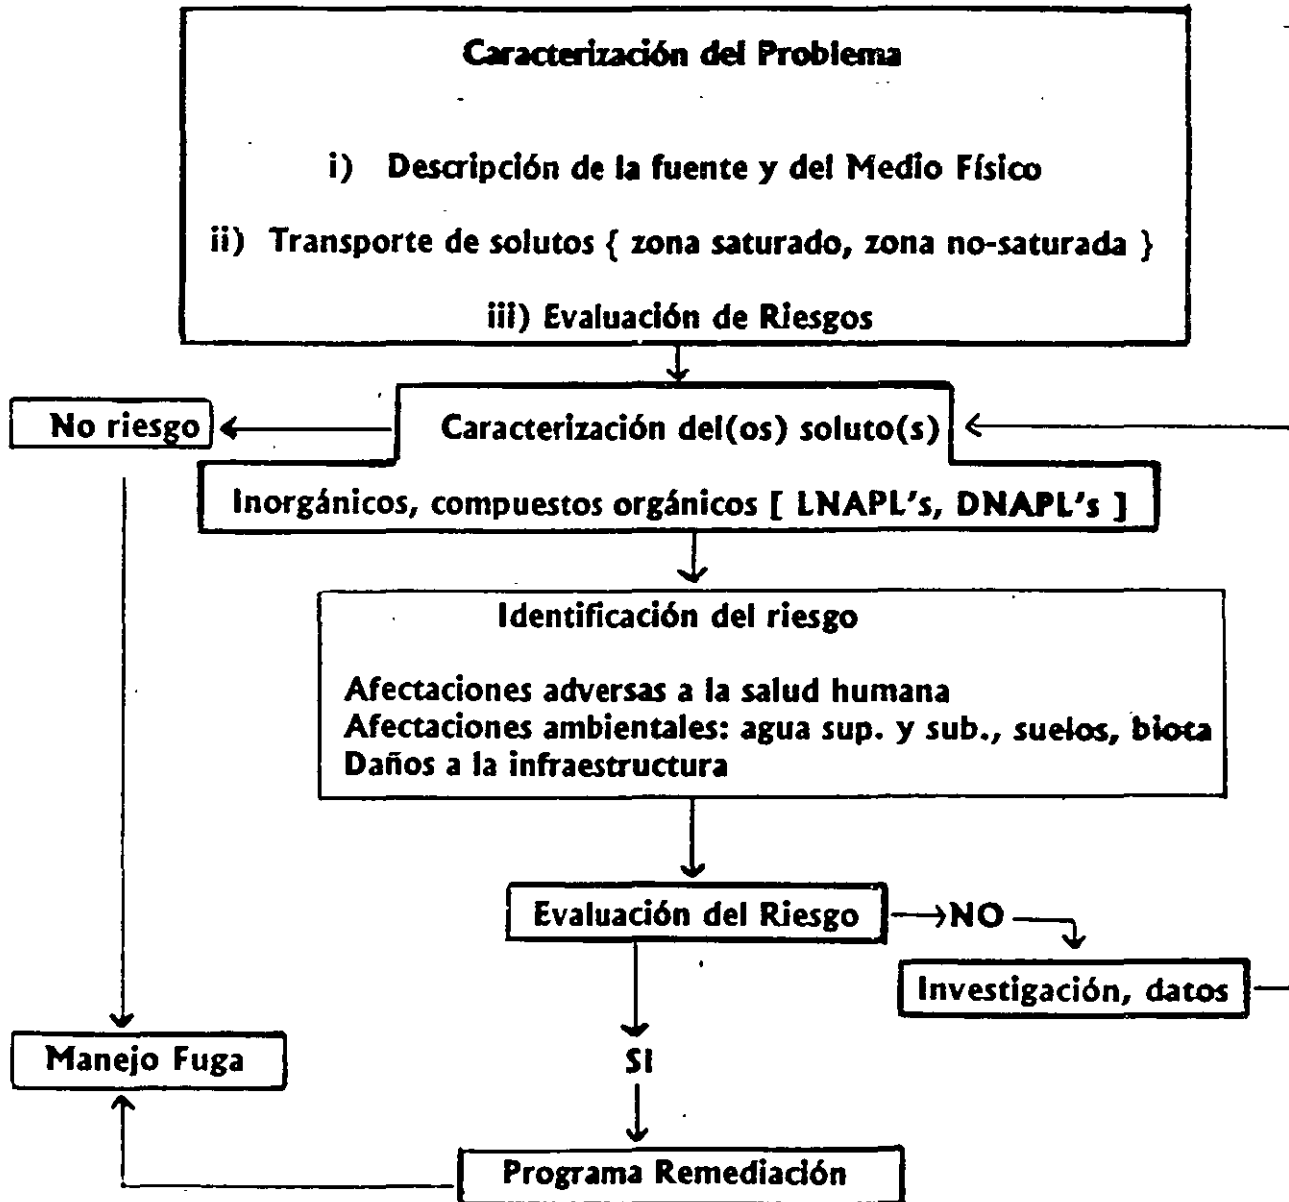 Caracterización del Problema
i) Descripción de la fuente y del Medio Físico
ii) Transporte de solutos { zona saturado, zona no-saturada }
iii) Evaluación de Riesgos
No riesgo
Caracterización del(os) soluto(s)
Inorgánicos, compuestos orgánicos [ LNAPL's, DNAPL's ]
Identificación del riesgo
Afectaciones adversas a la salud humana
Afectaciones ambientales: agua sup. y sub., suelos, biota
Daños a la infraestructura
Evaluación del Riesgo
NO
Investigación, datos
Manejo Fuga
SI
Programa Remediación